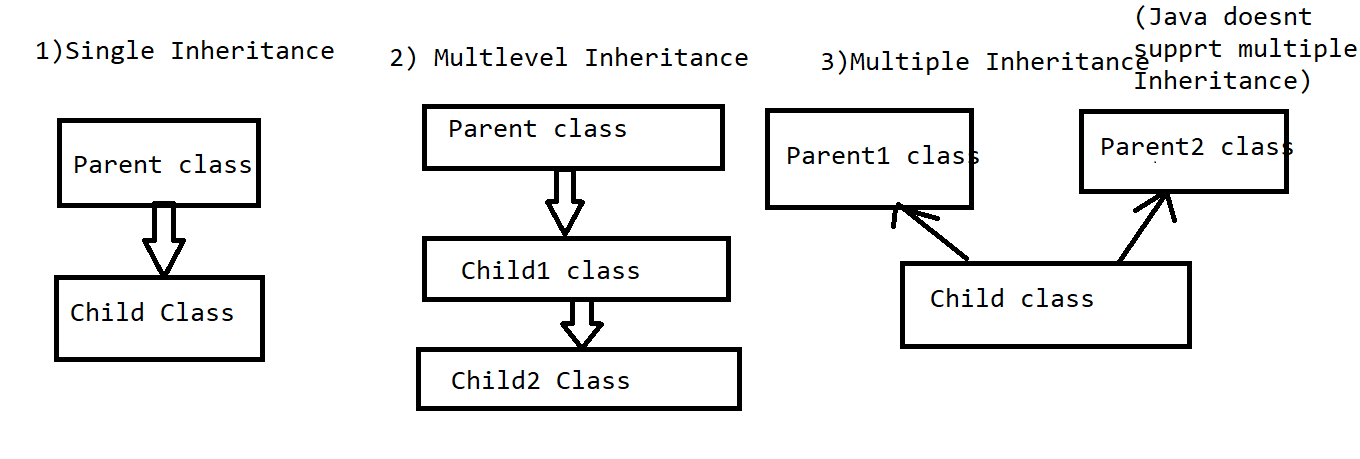 1)Single Inheritance
Parent class
Child Class
2) Multlevel Inheritance
Parent class
Child1 class
Child2 Class
3)Multiple Inheritance
(Java doesnt
supprt multiple
Inheritance)
Parent1 class
Parent2 class
Child class